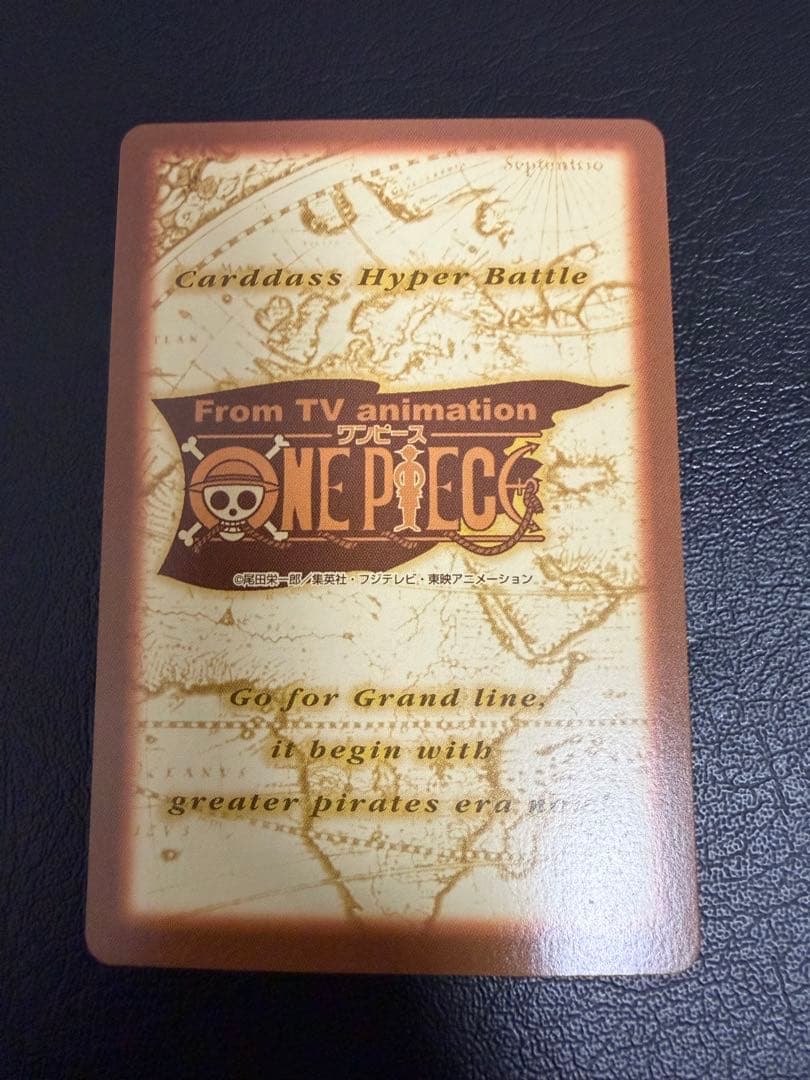 Septentrio
Carddass Hyper Battle
From TV animation
ワンピース
ONE PIECE
©尾田栄一郎／集英社・フジテレビ・東映アニメーション
Go for Grand line,
it begin with
greater pirates era